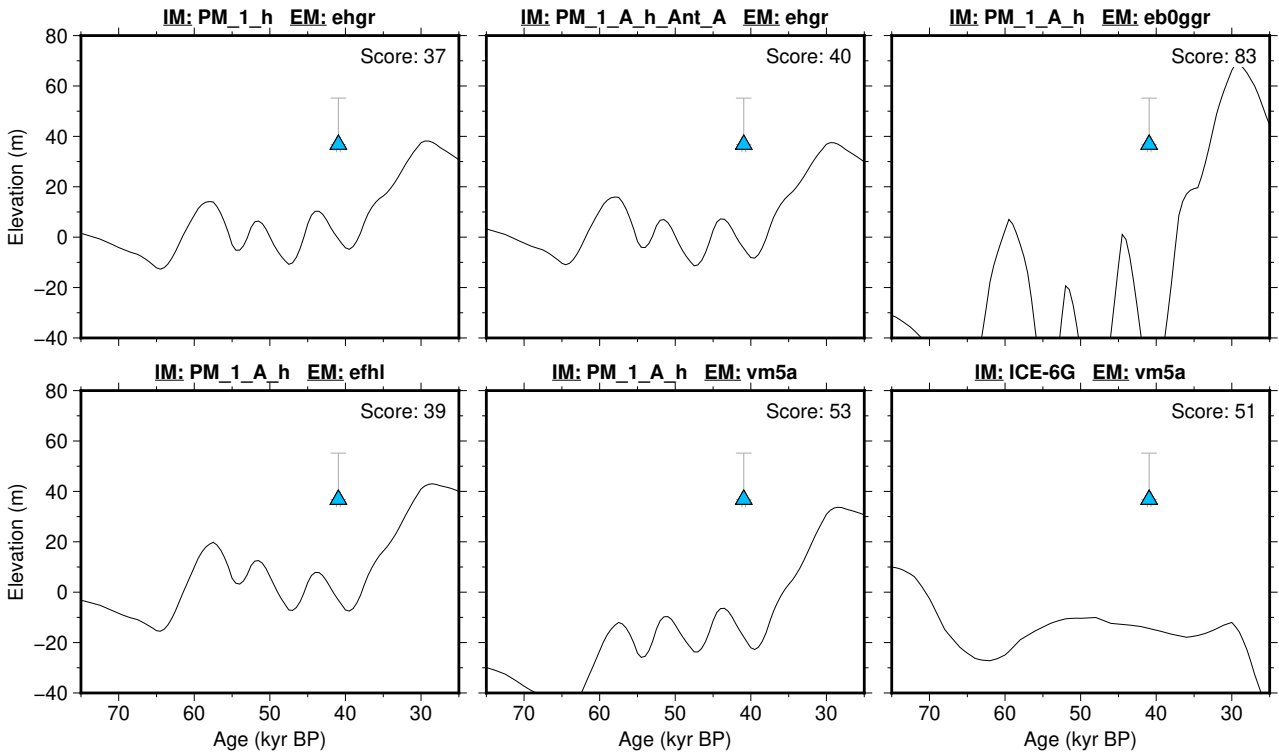 IM: PM_1_h EM: ehgr
IM: PM_1_A_h_Ant_A EM: ehgr
IM: PM_1_A_h EM: eb0ggr
80
60
40
20
0
−20
−40
Elevation (m)
Score: 37
Score: 40
Score: 83
IM: PM_1_A_h EM: efhl
IM: PM_1_A_h EM: vm5a
IM: ICE-6G EM: vm5a
80
60
40
20
0
−20
−40
Elevation (m)
Score: 39
Score: 53
Score: 51
70 60 50 40 30
70 60 50 40 30
70 60 50 40 30
Age (kyr BP)
Age (kyr BP)
Age (kyr BP)